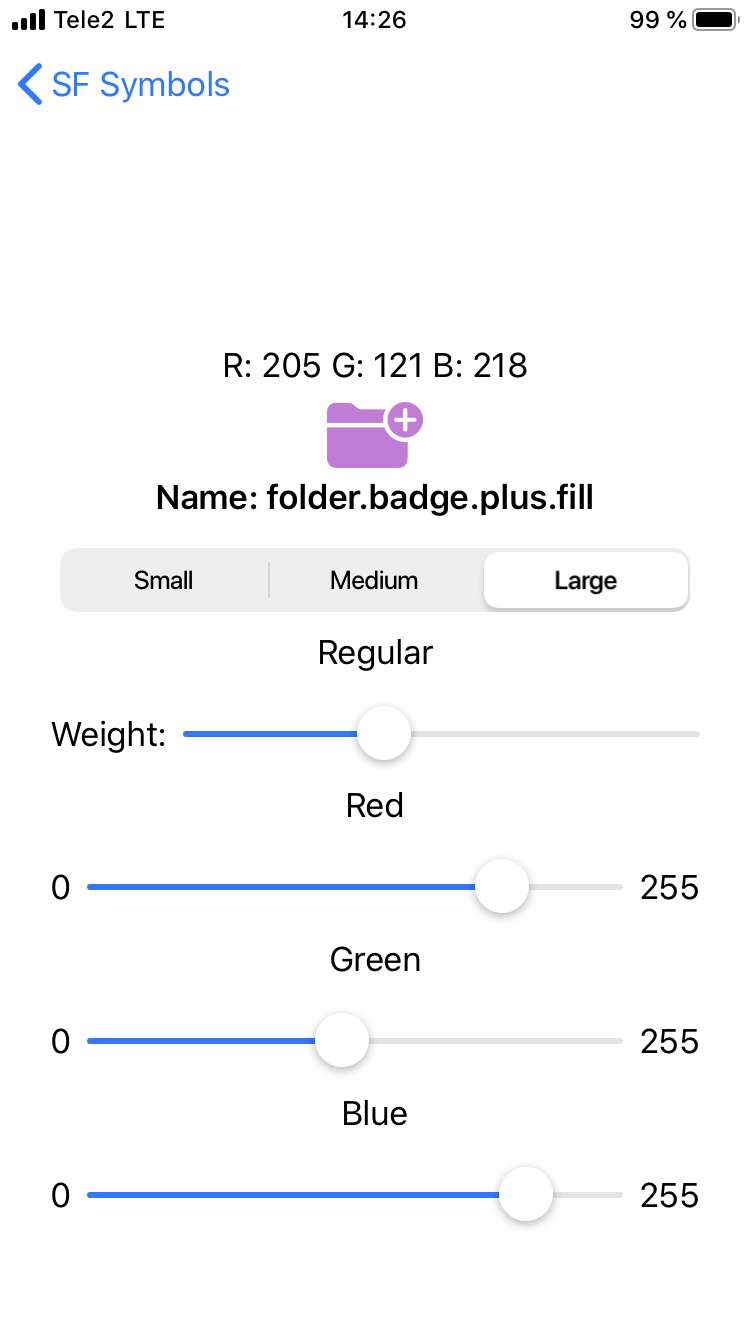 Tele2 LTE 14:26 99 %
SF Symbols
R: 205 G: 121 B: 218
Name: folder.badge.plus.fill
Small Medium Large
Regular
Weight:
Red
0 255
Green
0 255
Blue
0 255